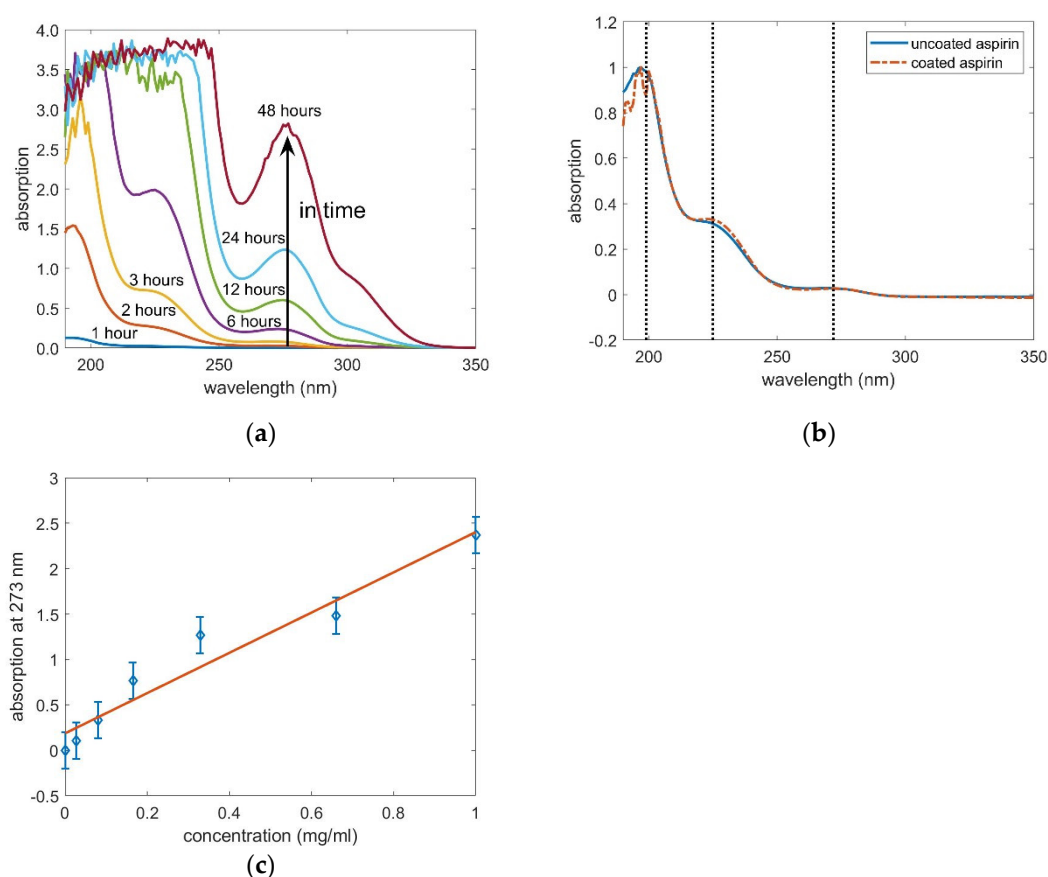 4.0
3.5
3.0
2.5
2.0
1.5
1.0
0.5
0.0
absorption
48 hours
in time
24 hours
12 hours
6 hours
3 hours
2 hours
1 hour
200 250 300 350
wavelength (nm)
(a)
1.2
1
0.8
0.6
0.4
0.2
0
-0.2
absorption
uncoated aspirin
coated aspirin
200 250 300 350
wavelength (nm)
(b)
3
2.5
2
1.5
1
0.5
0
-0.5
absorption at 273 nm
0 0.2 0.4 0.6 0.8 1
concentration (mg/ml)
(c)